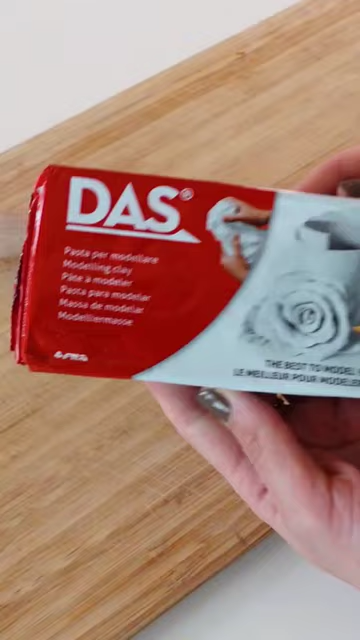 DAS®
Pasta per modellare
Modelling clay
Pâte à modeler
Pasta para modelar
Massa de modelar
Modelliermasse
THE BEST TO MODEL
LE MEILLEUR POUR MODELE